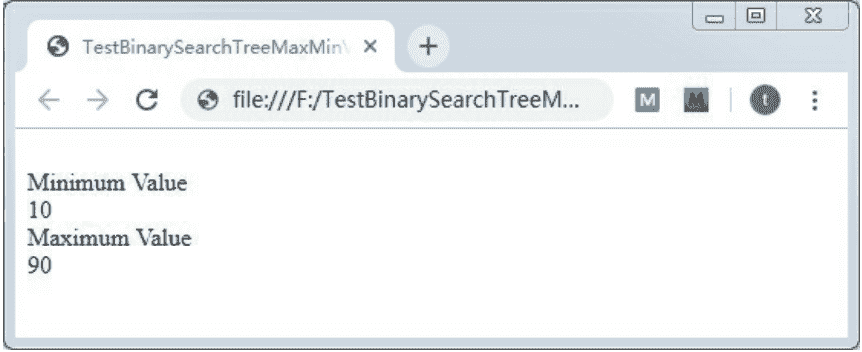 TestBinarySearchTreeMaxMin
file:///F:/TestBinarySearchTreeM...
M
M
t
Minimum Value
10
Maximum Value
90